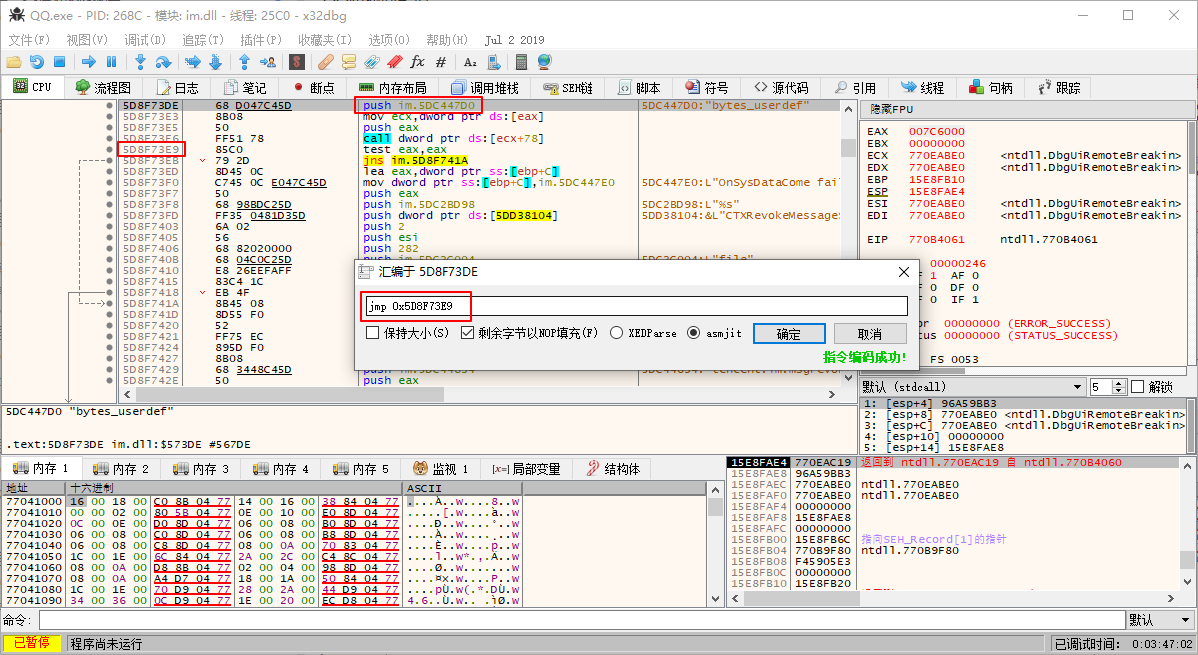 QQ.exe - PID: 268C - 模块: im.dll - 线程: 25C0 - x32dbg
文件(F) 视图(V) 调试(D) 追踪(T) 插件(P) 收藏夹(I) 选项(O) 帮助(H) Jul 2 2019
CPU 流程图 日志 笔记 断点 内存布局 调用堆栈 SEH链 脚本 符号 源代码 引用 线程 句柄 跟踪
5D8F73DE 68 D047C45D push im.5DC447D0 5DC447D0:"bytes_userdef"
5D8F73E3 8B08 mov ecx,dword ptr ds:[eax]
5D8F73E5 50 push eax
5D8F73E6 FF51 78 call dword ptr ds:[ecx+78]
5D8F73E9 85C0 test eax,eax
5D8F73EB 79 2D jns im.5D8F741A
5D8F73ED 8D45 0C lea eax,dword ptr ss:[ebp+C]
5D8F73F0 C745 0C E047C45D mov dword ptr ss:[ebp+C],im.5DC447E0 5DC447E0:L"OnSysDataCome fail
5D8F73F7 50 push eax
5D8F73F8 68 98BDC25D push im.5DC2BD98 5DC2BD98:L"%s"
5D8F73FD FF35 0481D35D push dword ptr ds:[5DD38104] 5DD38104:&L"CTXRevokeMessage
5D8F7403 6A 02 push 2
5D8F7405 56 push esi
5D8F7406 68 82020000 push 282
5D8F740B 68 04C0C25D push im.5DC2C004 5DC2C004:L"file"
5D8F7410 E8 26EEFAFF
5D8F7415 83C4 1C
5D8F7418 EB 4F
5D8F741A 8B45 08
5D8F741D 8D55 F0
5D8F7420 52
5D8F7421 FF75 EC
5D8F7424 895D F0
5D8F7427 8B08
5D8F7429 68 3448C45D
5D8F742E 50 push eax
隐藏FPU
EAX 007C6000
EBX 00000000
ECX 770EABE0 <ntdll.DbgUiRemoteBreakin>
EDX 770EABE0 <ntdll.DbgUiRemoteBreakin>
EBP 15E8FB10
ESP 15E8FAE4
ESI 770EABE0 <ntdll.DbgUiRemoteBreakin>
EDI 770EABE0 <ntdll.DbgUiRemoteBreakin>
EIP 770B4061 ntdll.770B4061
00000246
1 AF 0
0 DF 0
0 IF 1
00000000 (ERROR_SUCCESS)
00000000 (STATUS_SUCCESS)
FS 0053
汇编于 5D8F73DE
jmp 0x5D8F73E9
保持大小(S) 剩余字节以NOP填充(F) XEDParse asmjit 确定 取消
指令编码成功!
默认 (stdcall) 5 解锁
1: [esp+4] 96A59BB3
2: [esp+8] 770EABE0 <ntdll.DbgUiRemoteBreakin>
3: [esp+C] 770EABE0 <ntdll.DbgUiRemoteBreakin>
4: [esp+10] 00000000
5: [esp+14] 15E8FAE8
5DC447D0 "bytes_userdef"
.text:5D8F73DE im.dll:$573DE #567DE
内存 1 内存 2 内存 3 内存 4 内存 5 监视 1 [x=]局部变量 结构体
地址 十六进制 ASCII
77041000 16 00 18 00 C0 8B 04 77 14 00 16 00 38 84 04 77 ....À..w....8..w
77041010 00 00 02 00 80 5B 04 77 0E 00 10 00 E0 8D 04 77 .....[.w....à..w
77041020 0C 00 0E 00 D0 8D 04 77 06 00 08 00 B0 8D 04 77 ....Ð..w....°..w
77041030 06 00 08 00 C0 8D 04 77 06 00 08 00 B8 8D 04 77 ....À..w....¸..w
77041040 06 00 08 00 C8 8D 04 77 08 00 0A 00 70 83 04 77 ....È..w....p..w
77041050 1C 00 1E 00 6C 84 04 77 2A 00 2C 00 C4 8C 04 77 ....l..w*.,.Ä..w
77041060 08 00 0A 00 D8 8B 04 77 02 00 04 00 98 8D 04 77 ....Ø..w.......w
77041070 08 00 0A 00 A4 D7 04 77 18 00 1A 00 50 84 04 77 ....¤×.w....P..w
77041080 1C 00 1E 00 70 D9 04 77 28 00 2A 00 44 D9 04 77 ....pÙ.w(.*.DÙ.w
77041090 34 00 36 00 0C D9 04 77 1E 00 20 00 EC D8 04 77 4.6..Ù.w.. .ìØ.w
15E8FAE4 770EAC19 返回到 ntdll.770EAC19 自 ntdll.770B4060
15E8FAE8 96A59BB3
15E8FAEC 770EABE0 ntdll.770EABE0
15E8FAF0 770EABE0 ntdll.770EABE0
15E8FAF4 00000000
15E8FAF8 15E8FAE8
15E8FAFC 00000000
15E8FB00 15E8FB6C 指向SEH_Record[1]的指针
15E8FB04 770B9F80 ntdll.770B9F80
15E8FB08 F45905E3
15E8FB0C 00000000
15E8FB10 15E8FB20
命令: 默认
已暂停 程序尚未运行 已调试时间: 0:03:47:02